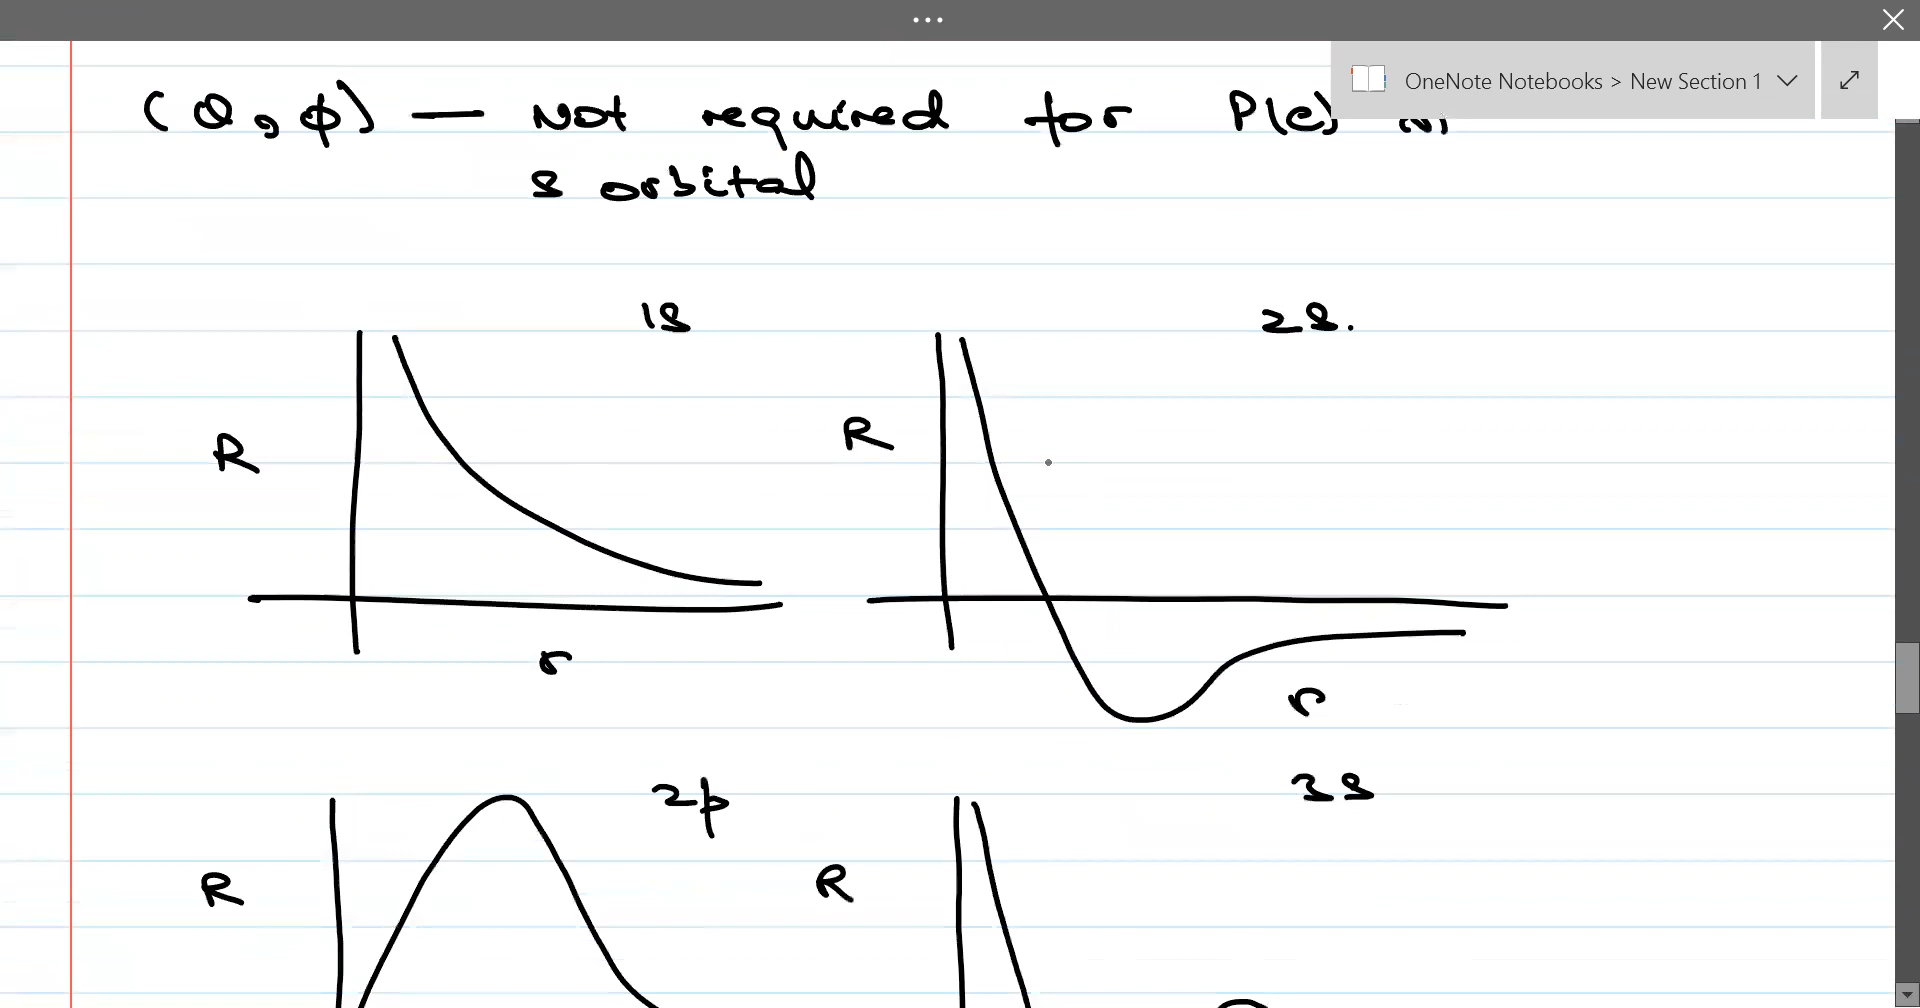 OneNote Notebooks > New Section 1
(θ, φ) — Not required for P(e) in
s orbital
1s
2s.
R
R
r
r
2p
3s
R
R